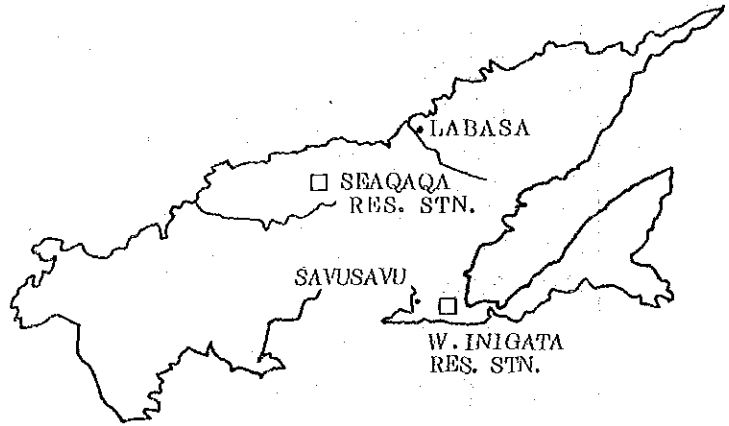 LABASA
SEAQAQA
RES. STN.
SAVUSAVU
W. INIGATA
RES. STN.